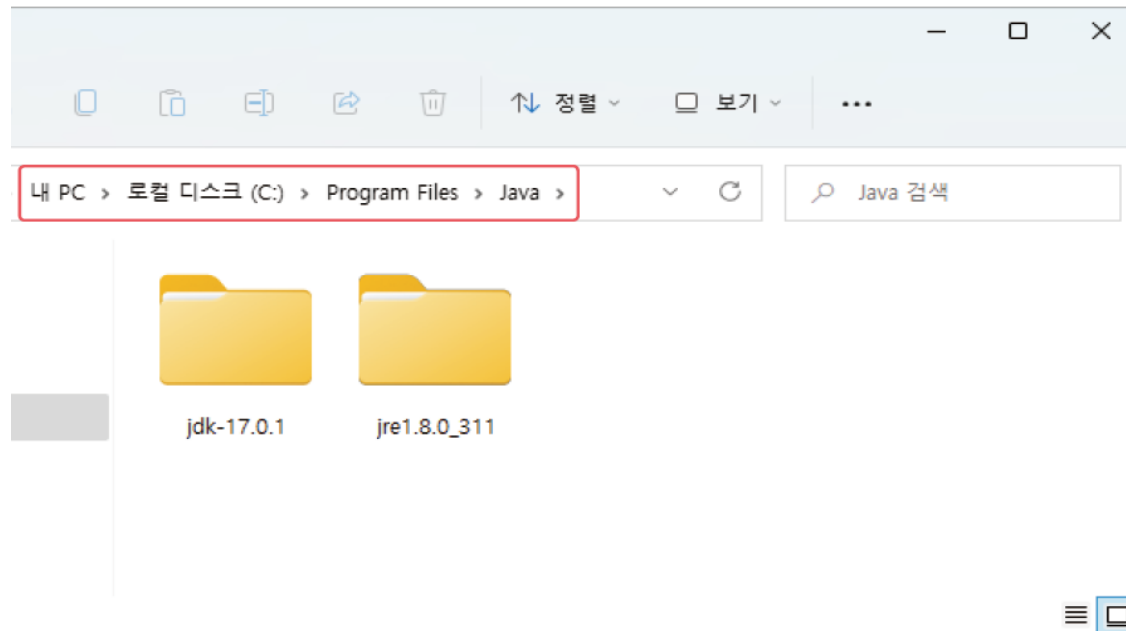 정렬 보기 •••
내 PC > 로컬 디스크 (C:) > Program Files > Java >
Java 검색
jdk-17.0.1
jre1.8.0_311